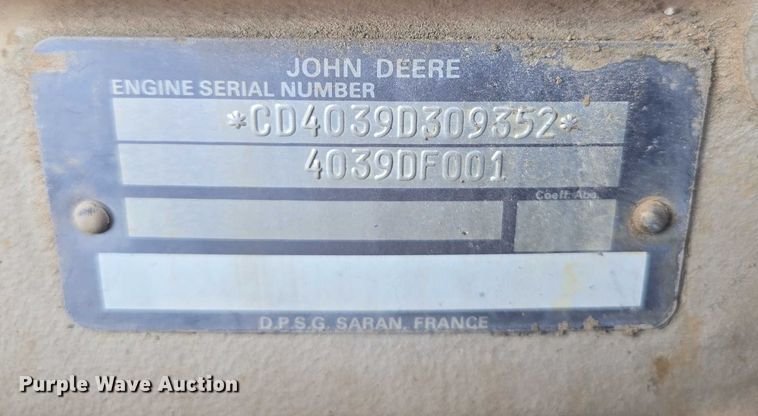 JOHN DEERE
ENGINE SERIAL NUMBER
*CD4039D309352*
4039DF001
Coeff. Abs.
D.P.S.G. SARAN. FRANCE
Purple Wave Auction